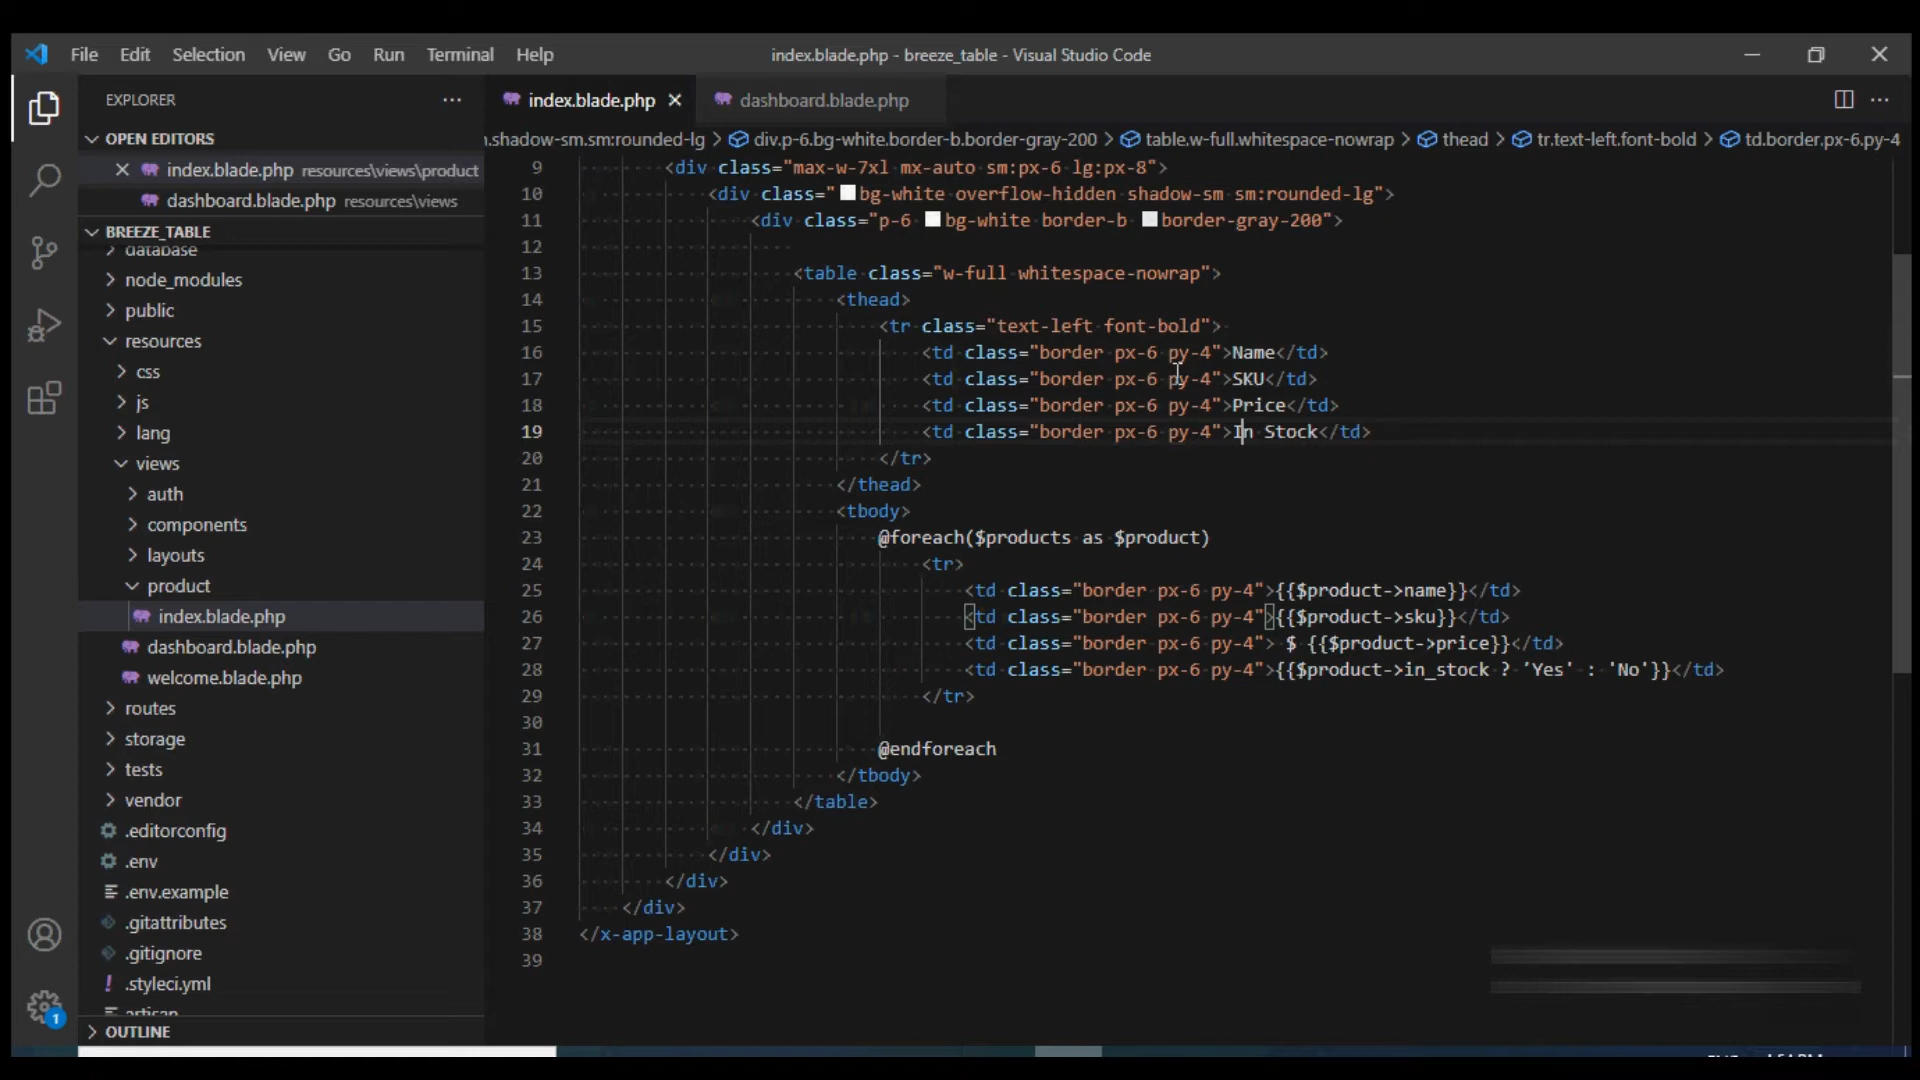 File Edit Selection View Go Run Terminal Help
index.blade.php - breeze_table - Visual Studio Code
EXPLORER
OPEN EDITORS
index.blade.php resources\views\product
dashboard.blade.php resources\views
BREEZE_TABLE
database
node_modules
public
resources
css
js
lang
views
auth
components
layouts
product
index.blade.php
dashboard.blade.php
welcome.blade.php
routes
storage
tests
vendor
.editorconfig
.env
.env.example
.gitattributes
.gitignore
.styleci.yml
artisan
OUTLINE
1
index.blade.php
dashboard.blade.php
.shadow-sm.sm:rounded-lg > div.p-6.bg-white.border-b.border-gray-200 > table.w-full.whitespace-nowrap > thead > tr.text-left.font-bold > td.border.px-6.py-4
9 <div class="max-w-7xl mx-auto sm:px-6 lg:px-8">
10 <div class="bg-white overflow-hidden shadow-sm sm:rounded-lg">
11 <div class="p-6 bg-white border-b border-gray-200">
12
13 <table class="w-full whitespace-nowrap">
14 <thead>
15 <tr class="text-left font-bold">
16 <td class="border px-6 py-4">Name</td>
17 <td class="border px-6 py-4">SKU</td>
18 <td class="border px-6 py-4">Price</td>
19 <td class="border px-6 py-4">In Stock</td>
20 </tr>
21 </thead>
22 <tbody>
23 @foreach($products as $product)
24 <tr>
25 <td class="border px-6 py-4">{{$product->name}}</td>
26 <td class="border px-6 py-4">{{$product->sku}}</td>
27 <td class="border px-6 py-4"> $ {{$product->price}}</td>
28 <td class="border px-6 py-4">{{$product->in_stock ? 'Yes' : 'No'}}</td>
29 </tr>
30
31 @endforeach
32 </tbody>
33 </table>
34 </div>
35 </div>
36 </div>
37 </div>
38 </x-app-layout>
39